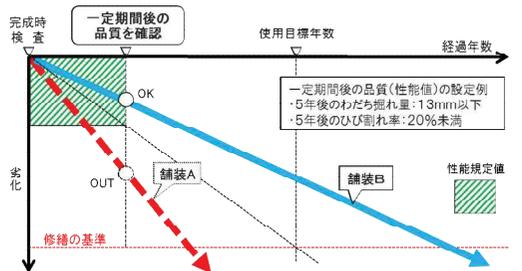 完成時
検 査
一定期間後の
品質を確認
使用目標年数
経過年数
OK
一定期間後の品質(性能値)の設定例
・5年後のわだち掘れ量:13mm以下
・5年後のひび割れ率:20%未満
劣化
OUT
舗装A
舗装B
性能規定値
修繕の基準